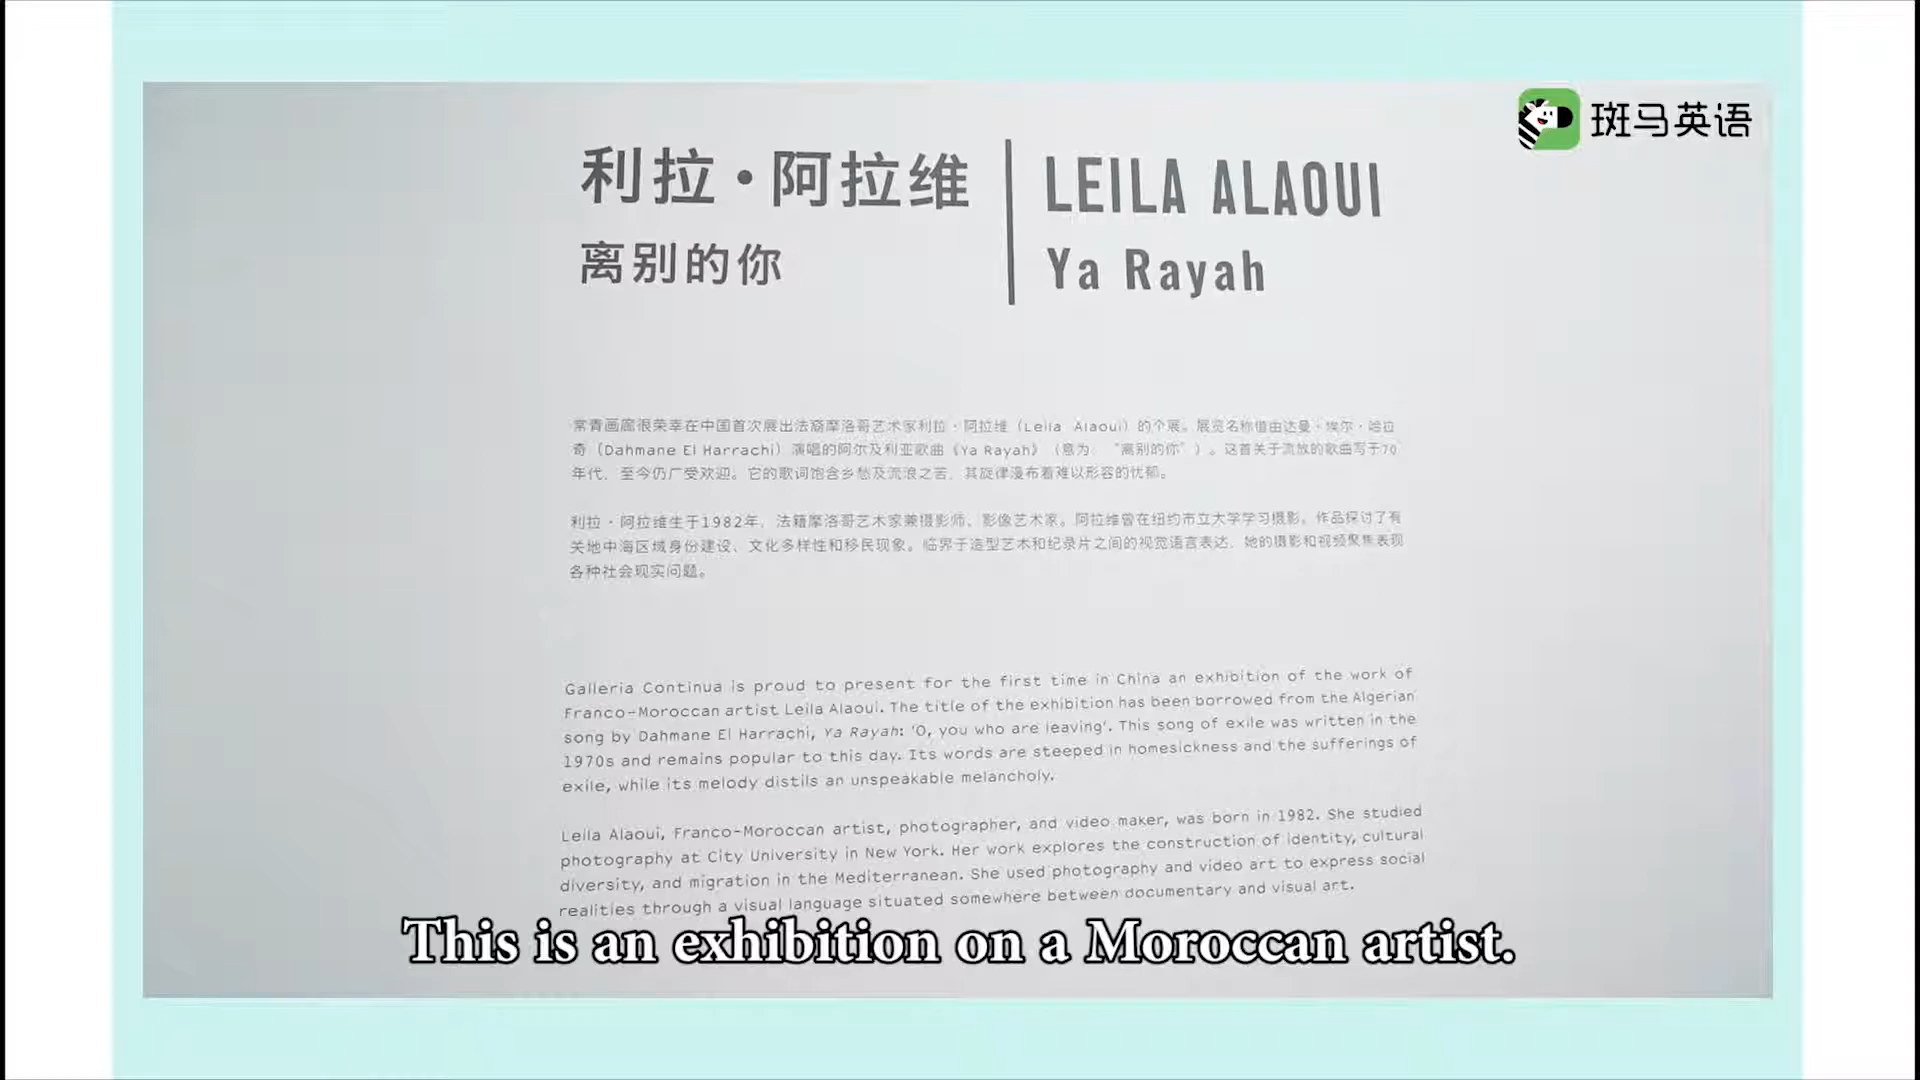 斑马英语
利拉·阿拉维
离别的你
LEILA ALAOUI
Ya Rayah
常青画廊很荣幸在中国首次展出法裔摩洛哥艺术家利拉·阿拉维（Leila Alaoui）的个展。展览名称借由达曼·埃尔·哈拉
奇（Dahmane El Harrachi）演唱的阿尔及利亚歌曲《Ya Rayah》（意为：“离别的你”）。这首关于流放的歌曲写于70
年代，至今仍广受欢迎。它的歌词饱含乡愁及流浪之苦，其旋律漫布着难以形容的忧郁。
利拉·阿拉维生于1982年，法籍摩洛哥艺术家兼摄影师、影像艺术家。阿拉维曾在纽约市立大学学习摄影。作品探讨了有
关地中海区域身份建设、文化多样性和移民现象。临界于造型艺术和纪录片之间的视觉语言表达，她的摄影和视频聚焦表现
各种社会现实问题。
Galleria Continua is proud to present for the first time in China an exhibition of the work of
Franco-Moroccan artist Leila Alaoui. The title of the exhibition has been borrowed from the Algerian
song by Dahmane El Harrachi, Ya Rayah: ‘O, you who are leaving’. This song of exile was written in the
1970s and remains popular to this day. Its words are steeped in homesickness and the sufferings of
exile, while its melody distils an unspeakable melancholy.
Leila Alaoui, Franco-Moroccan artist, photographer, and video maker, was born in 1982. She studied
photography at City University in New York. Her work explores the construction of identity, cultural
diversity, and migration in the Mediterranean. She used photography and video art to express social
realities through a visual language situated somewhere between documentary and visual art.
This is an exhibition on a Moroccan artist.